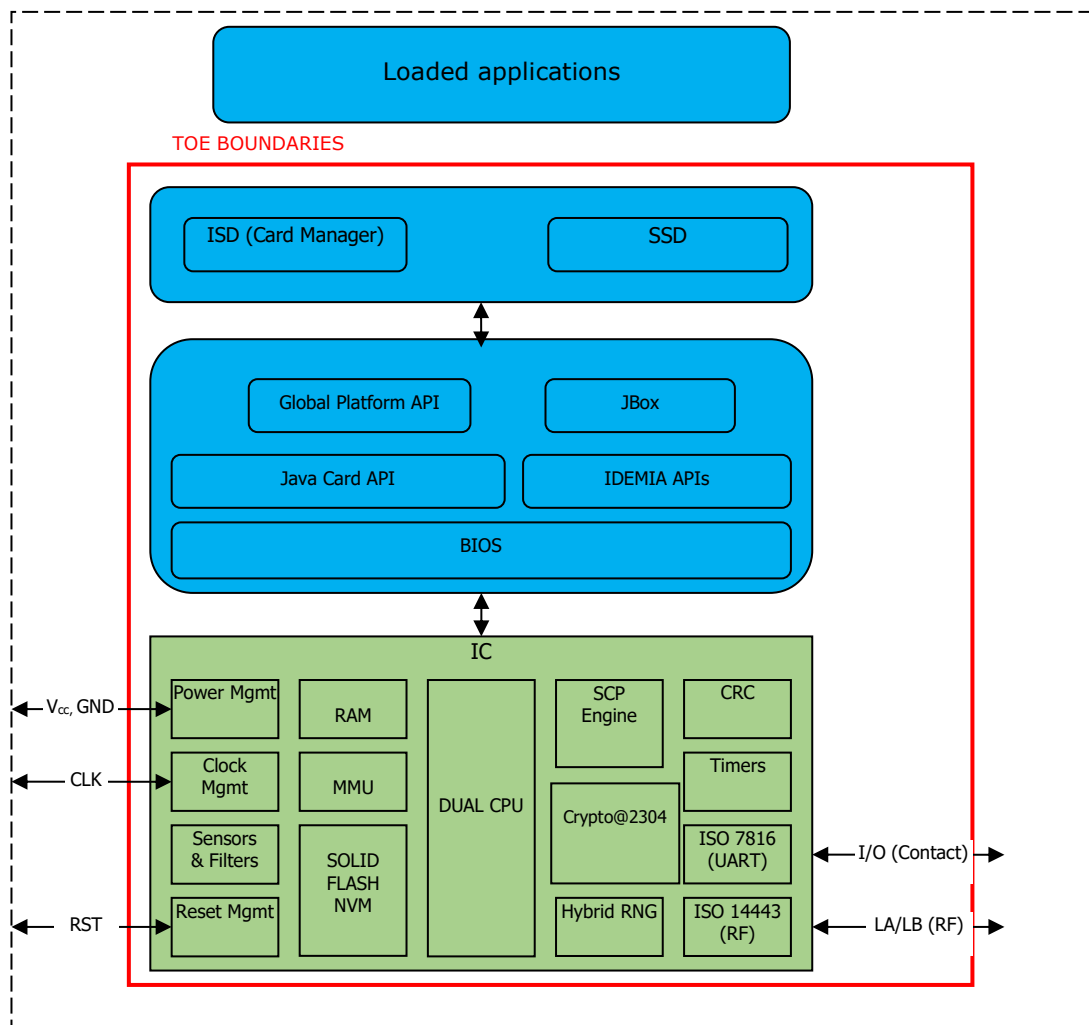 Loaded applications
TOE BOUNDARIES
ISD (Card Manager)
SSD
Global Platform API
JBox
Java Card API
IDEMIA APIs
BIOS
IC
Power Mgmt
RAM
DUAL CPU
SCP
Engine
CRC
Vcc, GND
Clock
Mgmt
MMU
Crypto@2304
Timers
CLK
Sensors
& Filters
SOLID
FLASH
NVM
ISO 7816
(UART)
I/O (Contact)
Reset Mgmt
Hybrid RNG
ISO 14443
(RF)
RST
LA/LB (RF)